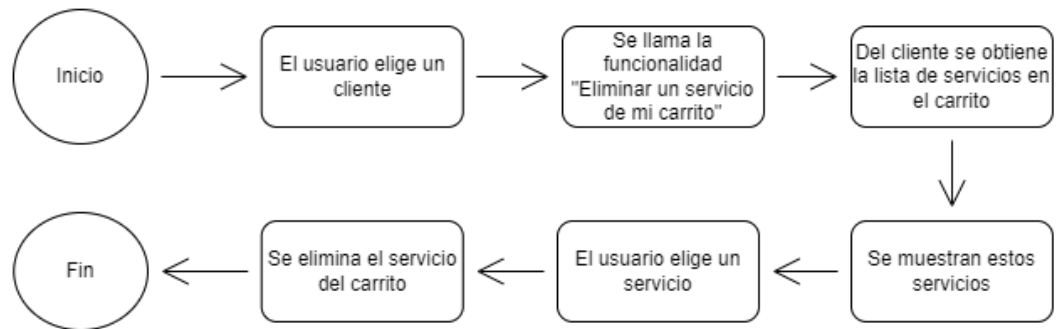 Inicio
El usuario elige un
cliente
Se llama la
funcionalidad
"Eliminar un servicio
de mi carrito"
Del cliente se obtiene
la lista de servicios en
el carrito
Se muestran estos
servicios
El usuario elige un
servicio
Se elimina el servicio
del carrito
Fin